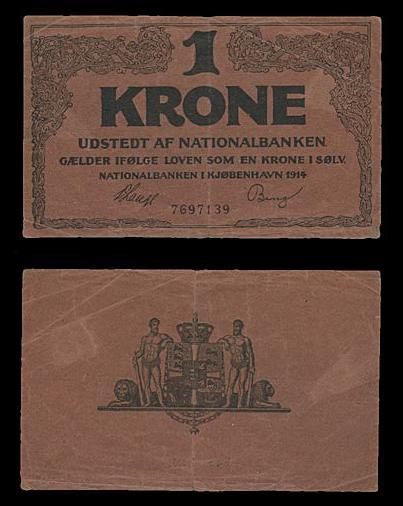 1
KRONE
UDSTEDT AF NATIONALBANKEN
GÆLDER IFØLGE LOVEN SOM EN KRONE I SØLV.
NATIONALBANKEN I KJØBENHAVN 1914
7697139